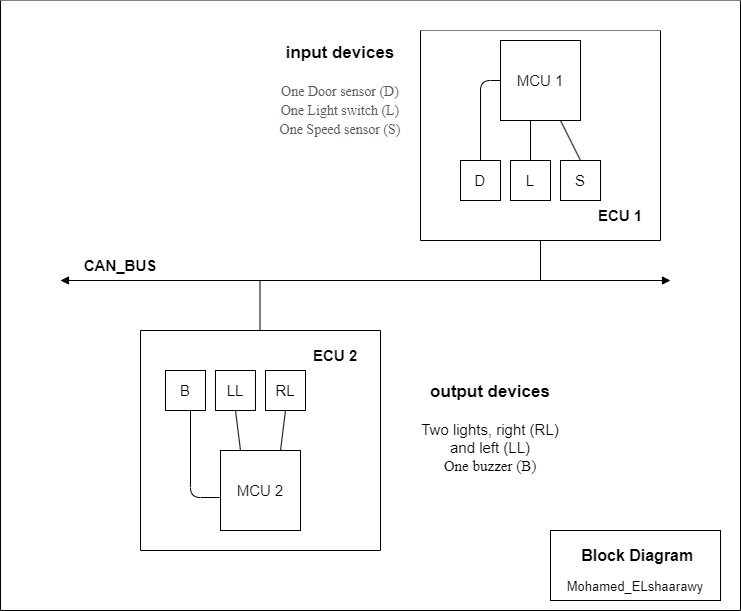 input devices
One Door sensor (D)
One Light switch (L)
One Speed sensor (S)
MCU 1
D
L
S
ECU 1
CAN_BUS
ECU 2
B
LL
RL
MCU 2
output devices
Two lights, right (RL)
and left (LL)
One buzzer (B)
Block Diagram
Mohamed_ELshaarawy